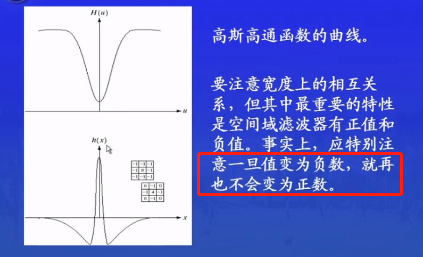 H(u)
高斯高通函数的曲线。
u
要注意宽度上的相互关
系，但其中最重要的特性
是空间域滤波器有正值和
负值。事实上，应特别注
意一旦值变为负数，就再
也不会变为正数。
h(x)
-1 -1 -1
-1 8 -1
-1 -1 -1
0 -1 0
-1 4 -1
0 -1 0
x